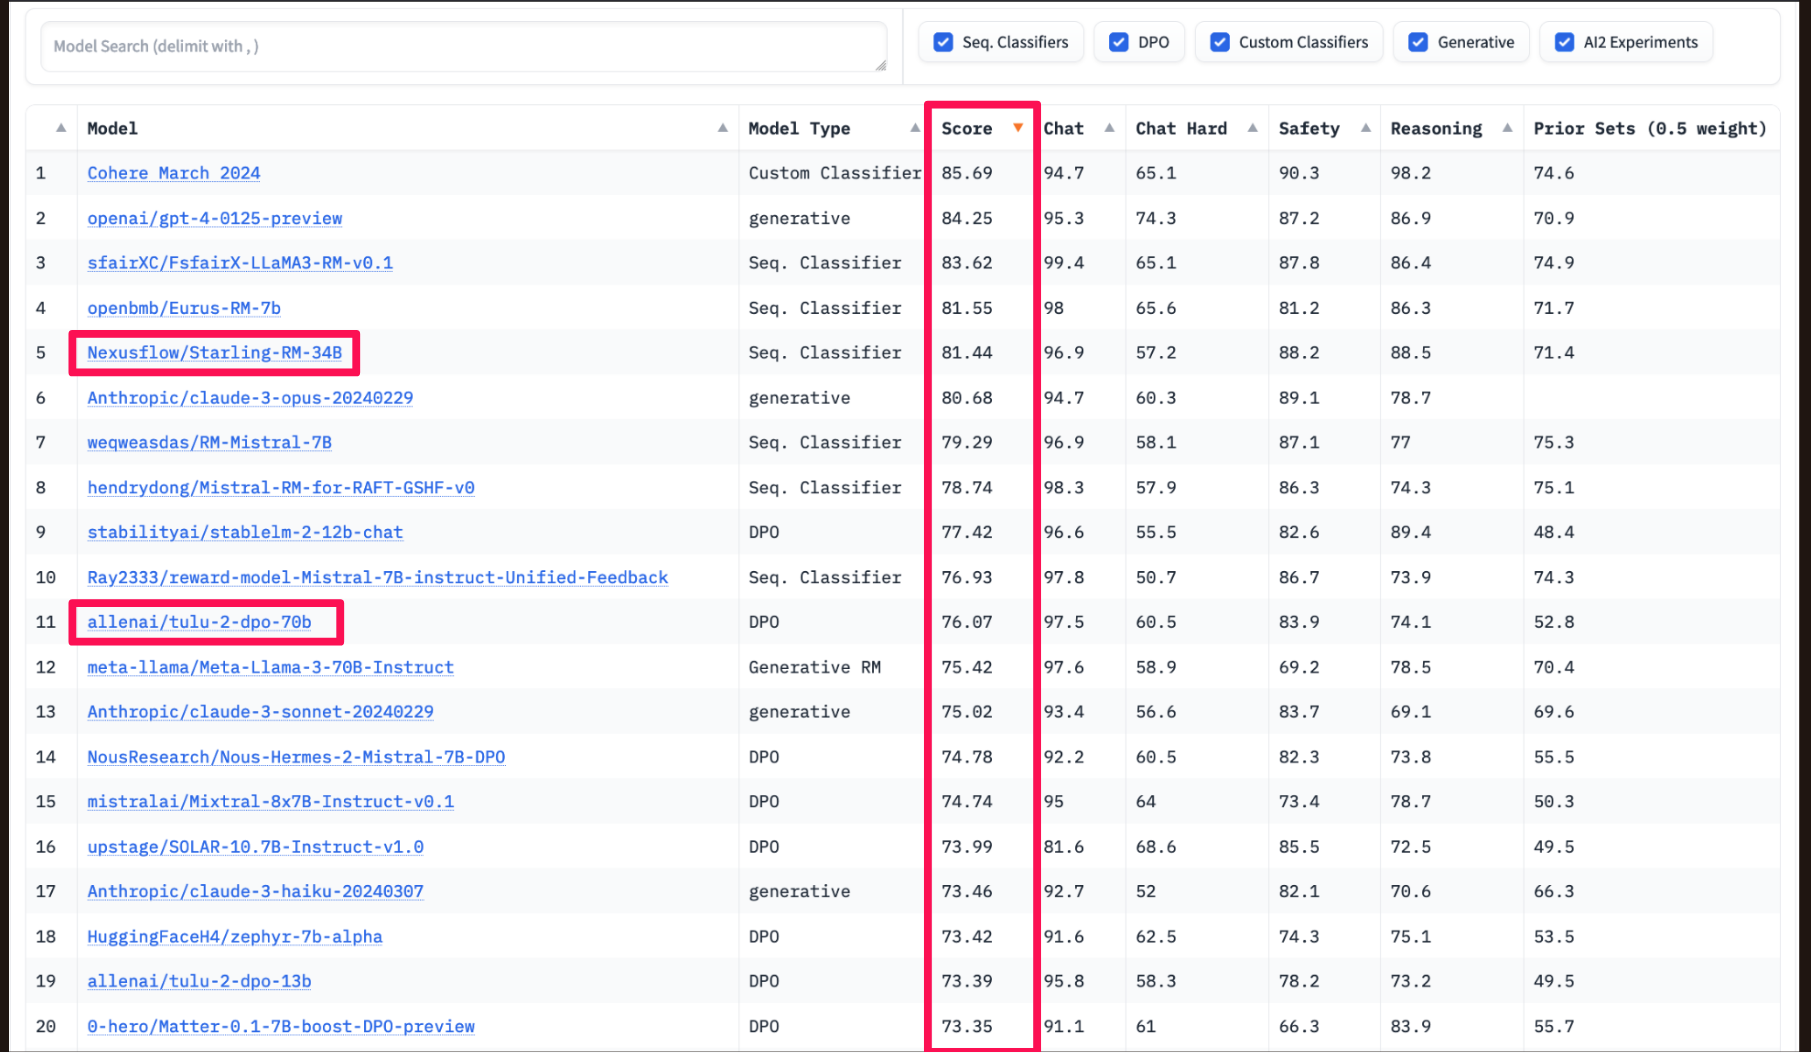 Model Search (delimit with , )
Seq. Classifiers DPO Custom Classifiers Generative AI2 Experiments
Model Model Type Score Chat Chat Hard Safety Reasoning Prior Sets (0.5 weight)
1 Cohere March 2024 Custom Classifier 85.69 94.7 65.1 90.3 98.2 74.6
2 openai/gpt-4-0125-preview generative 84.25 95.3 74.3 87.2 86.9 70.9
3 sfairXC/FsfairX-LLaMA3-RM-v0.1 Seq. Classifier 83.62 99.4 65.1 87.8 86.4 74.9
4 openbmb/Eurus-RM-7b Seq. Classifier 81.55 98 65.6 81.2 86.3 71.7
5 Nexusflow/Starling-RM-34B Seq. Classifier 81.44 96.9 57.2 88.2 88.5 71.4
6 Anthropic/claude-3-opus-20240229 generative 80.68 94.7 60.3 89.1 78.7
7 weqweasdas/RM-Mistral-7B Seq. Classifier 79.29 96.9 58.1 87.1 77 75.3
8 hendrydong/Mistral-RM-for-RAFT-GSHF-v0 Seq. Classifier 78.74 98.3 57.9 86.3 74.3 75.1
9 stabilityai/stablelm-2-12b-chat DPO 77.42 96.6 55.5 82.6 89.4 48.4
10 Ray2333/reward-model-Mistral-7B-instruct-Unified-Feedback Seq. Classifier 76.93 97.8 50.7 86.7 73.9 74.3
11 allenai/tulu-2-dpo-70b DPO 76.07 97.5 60.5 83.9 74.1 52.8
12 meta-llama/Meta-Llama-3-70B-Instruct Generative RM 75.42 97.6 58.9 69.2 78.5 70.4
13 Anthropic/claude-3-sonnet-20240229 generative 75.02 93.4 56.6 83.7 69.1 69.6
14 NousResearch/Nous-Hermes-2-Mistral-7B-DPO DPO 74.78 92.2 60.5 82.3 73.8 55.5
15 mistralai/Mixtral-8x7B-Instruct-v0.1 DPO 74.74 95 64 73.4 78.7 50.3
16 upstage/SOLAR-10.7B-Instruct-v1.0 DPO 73.99 81.6 68.6 85.5 72.5 49.5
17 Anthropic/claude-3-haiku-20240307 generative 73.46 92.7 52 82.1 70.6 66.3
18 HuggingFaceH4/zephyr-7b-alpha DPO 73.42 91.6 62.5 74.3 75.1 53.5
19 allenai/tulu-2-dpo-13b DPO 73.39 95.8 58.3 78.2 73.2 49.5
20 0-hero/Matter-0.1-7B-boost-DPO-preview DPO 73.35 91.1 61 66.3 83.9 55.7